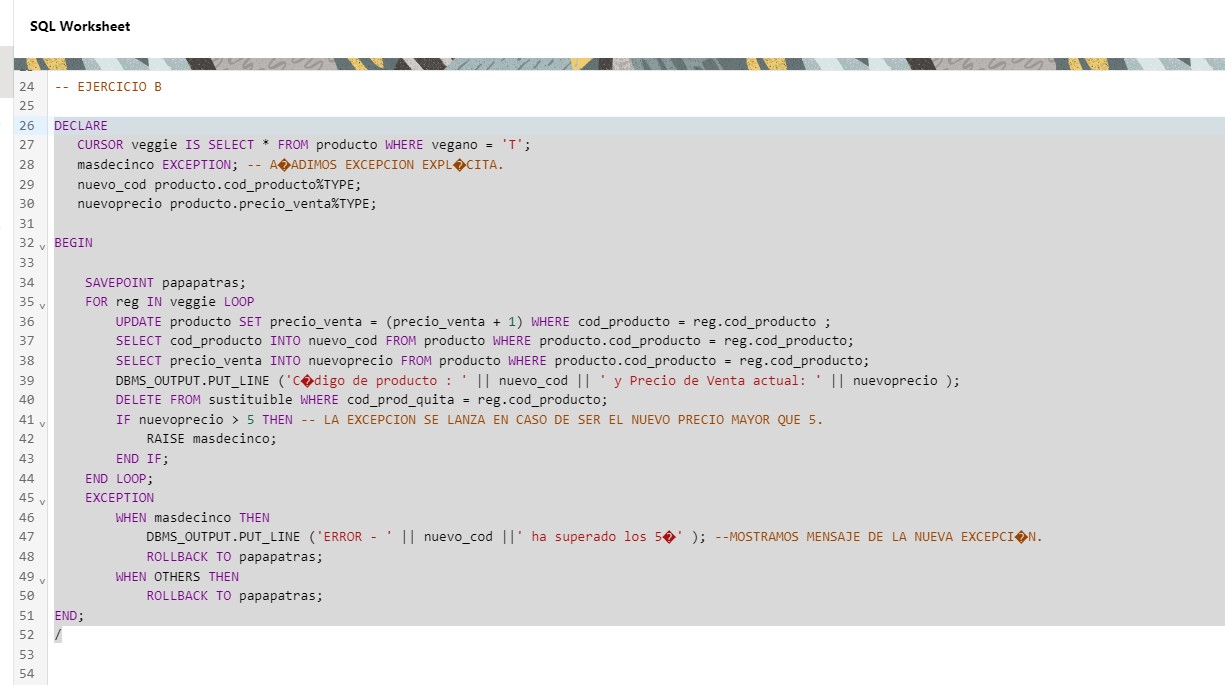 SQL Worksheet
24 -- EJERCICIO B
25
26 DECLARE
27 CURSOR veggie IS SELECT * FROM producto WHERE vegano = 'T';
28 masdecinco EXCEPTION; -- A�ADIMOS EXCEPCION EXPL�CITA.
29 nuevo_cod producto.cod_producto%TYPE;
30 nuevoprecio producto.precio_venta%TYPE;
31
32 BEGIN
33
34 SAVEPOINT papapatras;
35 FOR reg IN veggie LOOP
36 UPDATE producto SET precio_venta = (precio_venta + 1) WHERE cod_producto = reg.cod_producto ;
37 SELECT cod_producto INTO nuevo_cod FROM producto WHERE producto.cod_producto = reg.cod_producto;
38 SELECT precio_venta INTO nuevoprecio FROM producto WHERE producto.cod_producto = reg.cod_producto;
39 DBMS_OUTPUT.PUT_LINE ('C�digo de producto : ' || nuevo_cod || ' y Precio de Venta actual: ' || nuevoprecio );
40 DELETE FROM sustituible WHERE cod_prod_quita = reg.cod_producto;
41 IF nuevoprecio > 5 THEN -- LA EXCEPCION SE LANZA EN CASO DE SER EL NUEVO PRECIO MAYOR QUE 5.
42 RAISE masdecinco;
43 END IF;
44 END LOOP;
45 EXCEPTION
46 WHEN masdecinco THEN
47 DBMS_OUTPUT.PUT_LINE ('ERROR - ' || nuevo_cod ||' ha superado los 5�' ); --MOSTRAMOS MENSAJE DE LA NUEVA EXCEPCI�N.
48 ROLLBACK TO papapatras;
49 WHEN OTHERS THEN
50 ROLLBACK TO papapatras;
51 END;
52 /
53
54